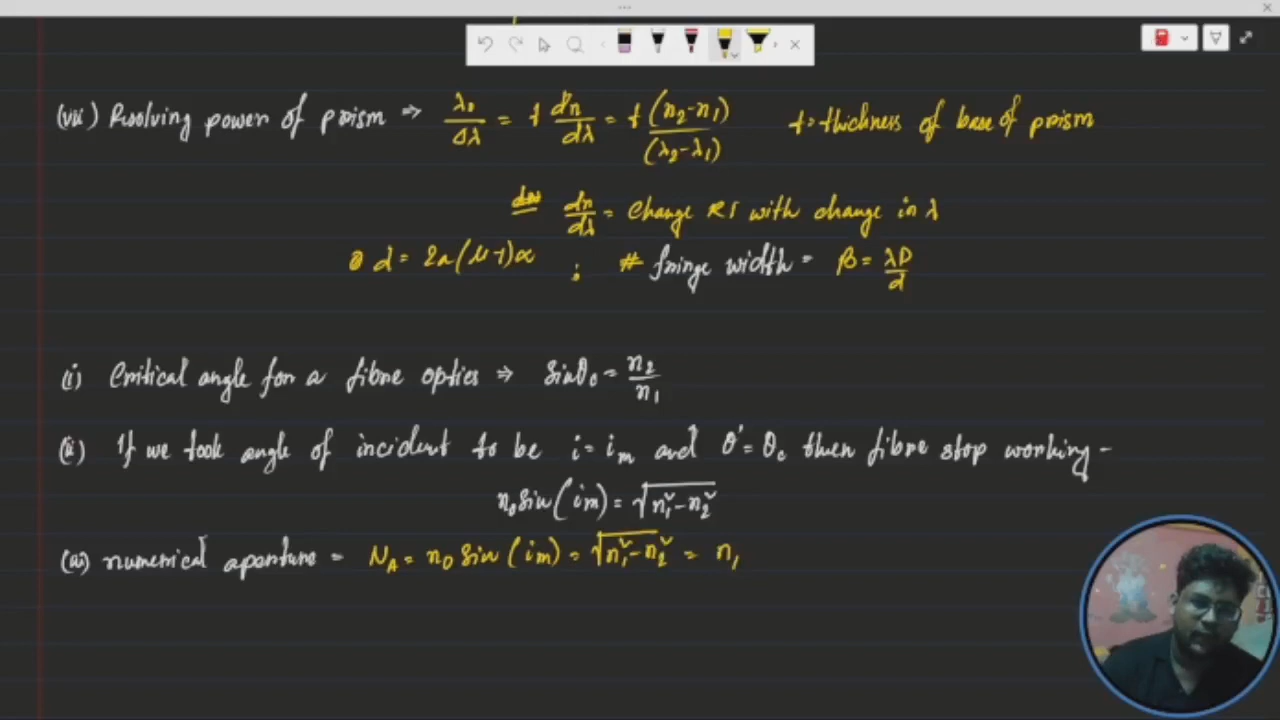 (vii) Resolving power of prism ⇒ λ₀/Δλ = t dn/dλ = t (n₂-n₁)/(λ₂-λ₁) t → thickness of base of prism
dn/dλ = Change RI with change in λ
d = 2a(μ-1)α ; # fringe width = β = λD/d
(i) Critical angle for a fibre optics ⇒ sinθc = n₂/n₁
(ii) If we took angle of incident to be i = im and θ' = θc then fibre stop working -
n₀ sin(im) = √(n₁² - n₂²)
(iii) numerical aperture = NA = n₀ sin(im) = √(n₁² - n₂²) = n₁